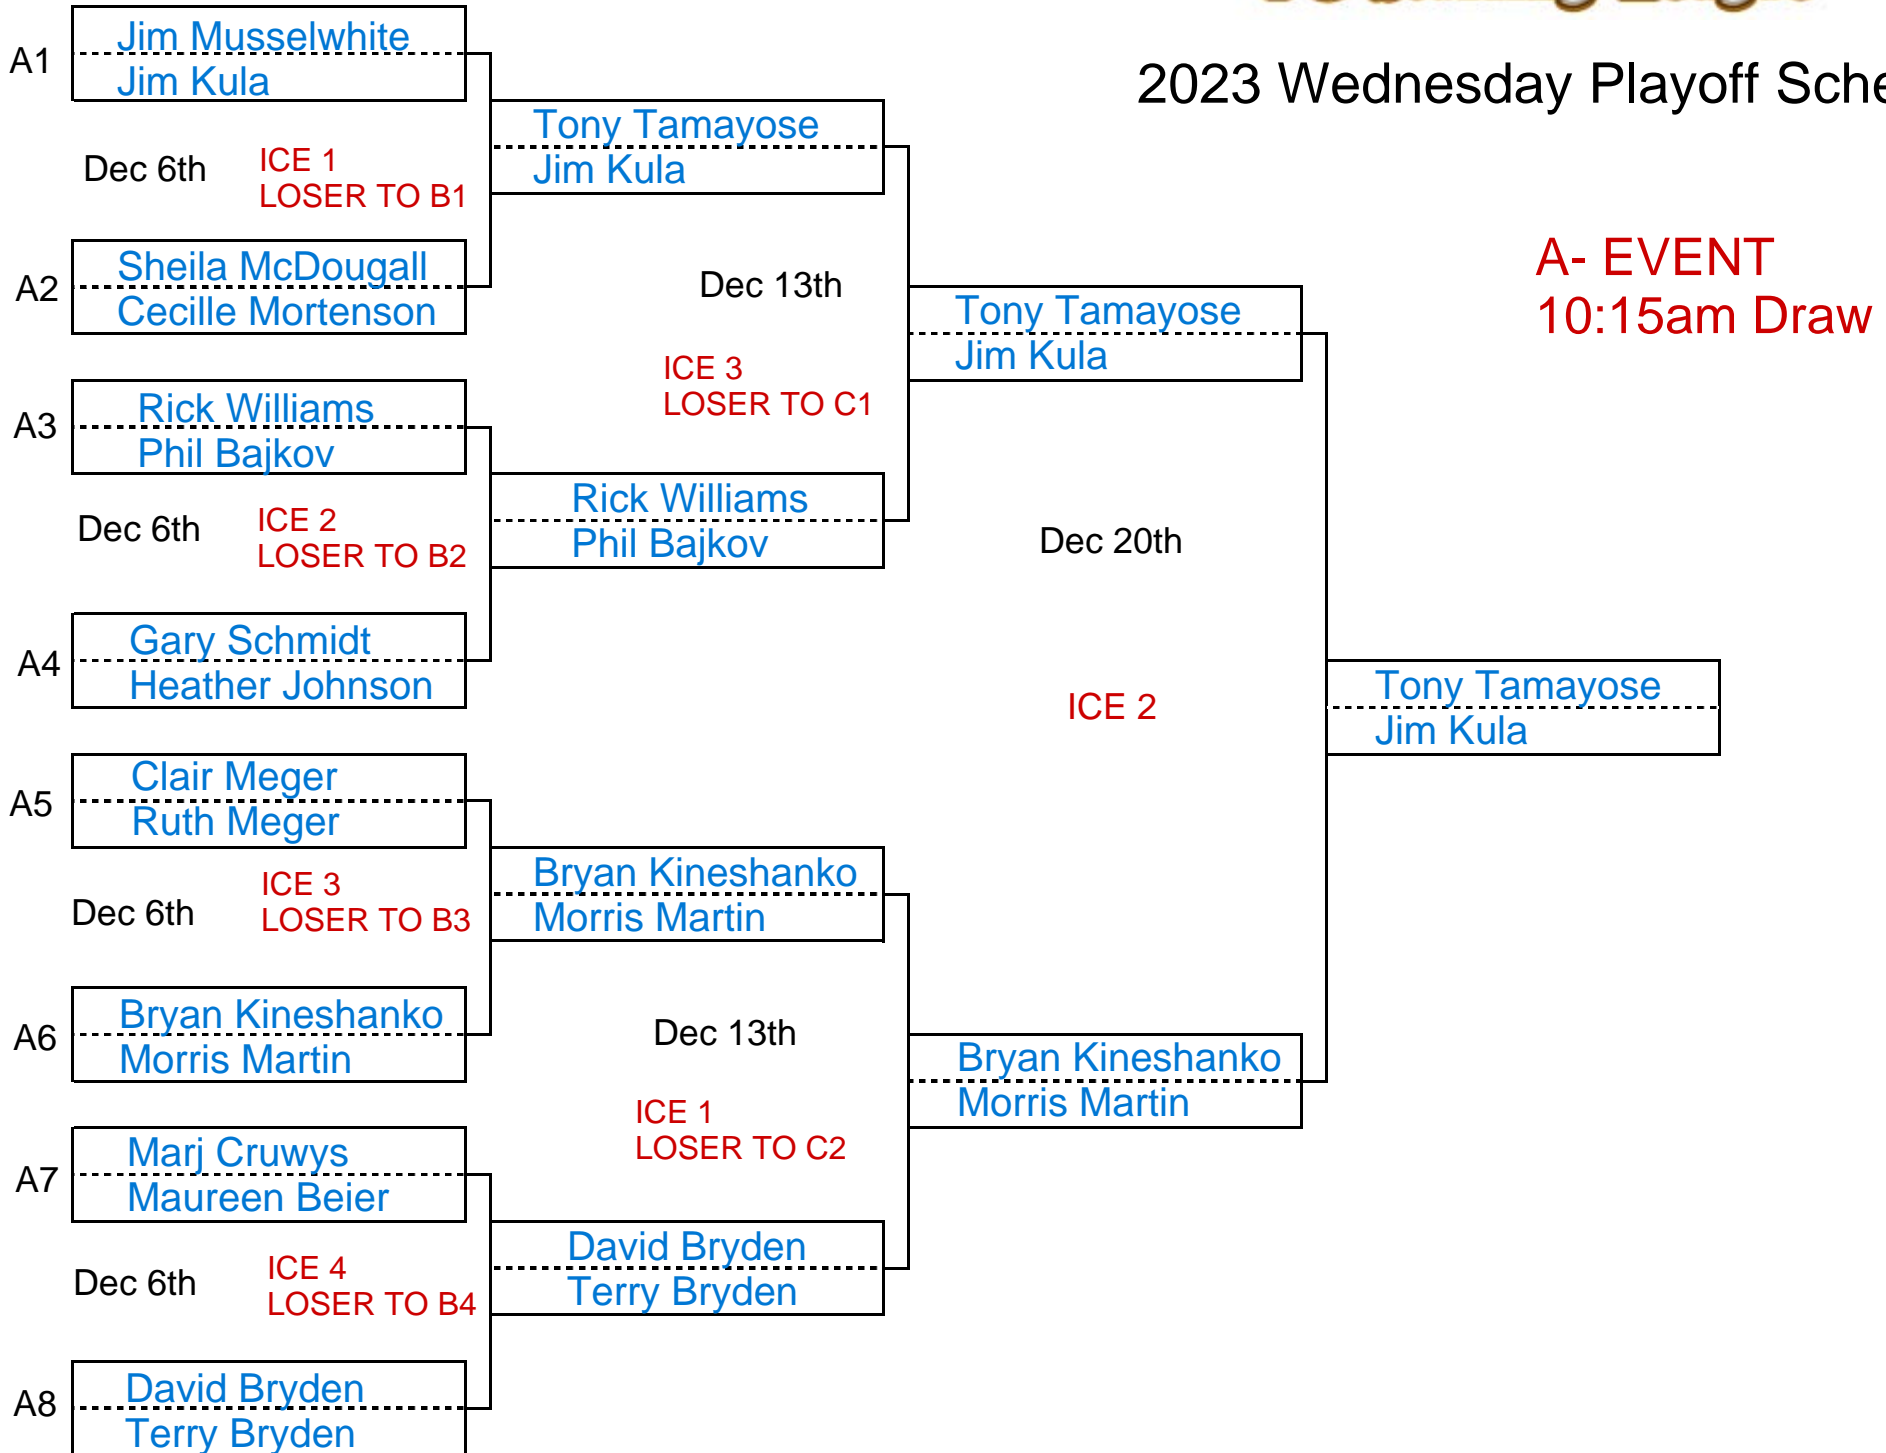 2023 Wednesday Playoff Sche
A- EVENT
10:15am Draw
A1
Jim Musselwhite
Jim Kula
Dec 6th
ICE 1
LOSER TO B1
A2
Sheila McDougall
Cecille Mortenson
A3
Rick Williams
Phil Bajkov
Dec 6th
ICE 2
LOSER TO B2
A4
Gary Schmidt
Heather Johnson
A5
Clair Meger
Ruth Meger
Dec 6th
ICE 3
LOSER TO B3
A6
Bryan Kineshanko
Morris Martin
A7
Marj Cruwys
Maureen Beier
Dec 6th
ICE 4
LOSER TO B4
A8
David Bryden
Terry Bryden
Tony Tamayose
Jim Kula
Dec 13th
ICE 3
LOSER TO C1
Rick Williams
Phil Bajkov
Bryan Kineshanko
Morris Martin
Dec 13th
ICE 1
LOSER TO C2
David Bryden
Terry Bryden
Tony Tamayose
Jim Kula
Dec 20th
ICE 2
Bryan Kineshanko
Morris Martin
Tony Tamayose
Jim Kula